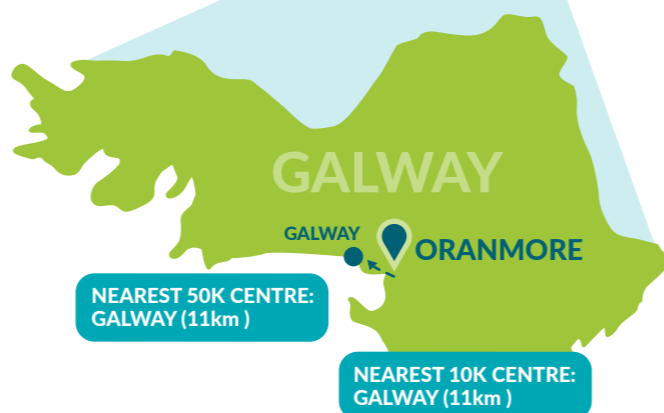 GALWAY
GALWAY
ORANMORE
NEAREST 50K CENTRE:
GALWAY (11km )
NEAREST 10K CENTRE:
GALWAY (11km )